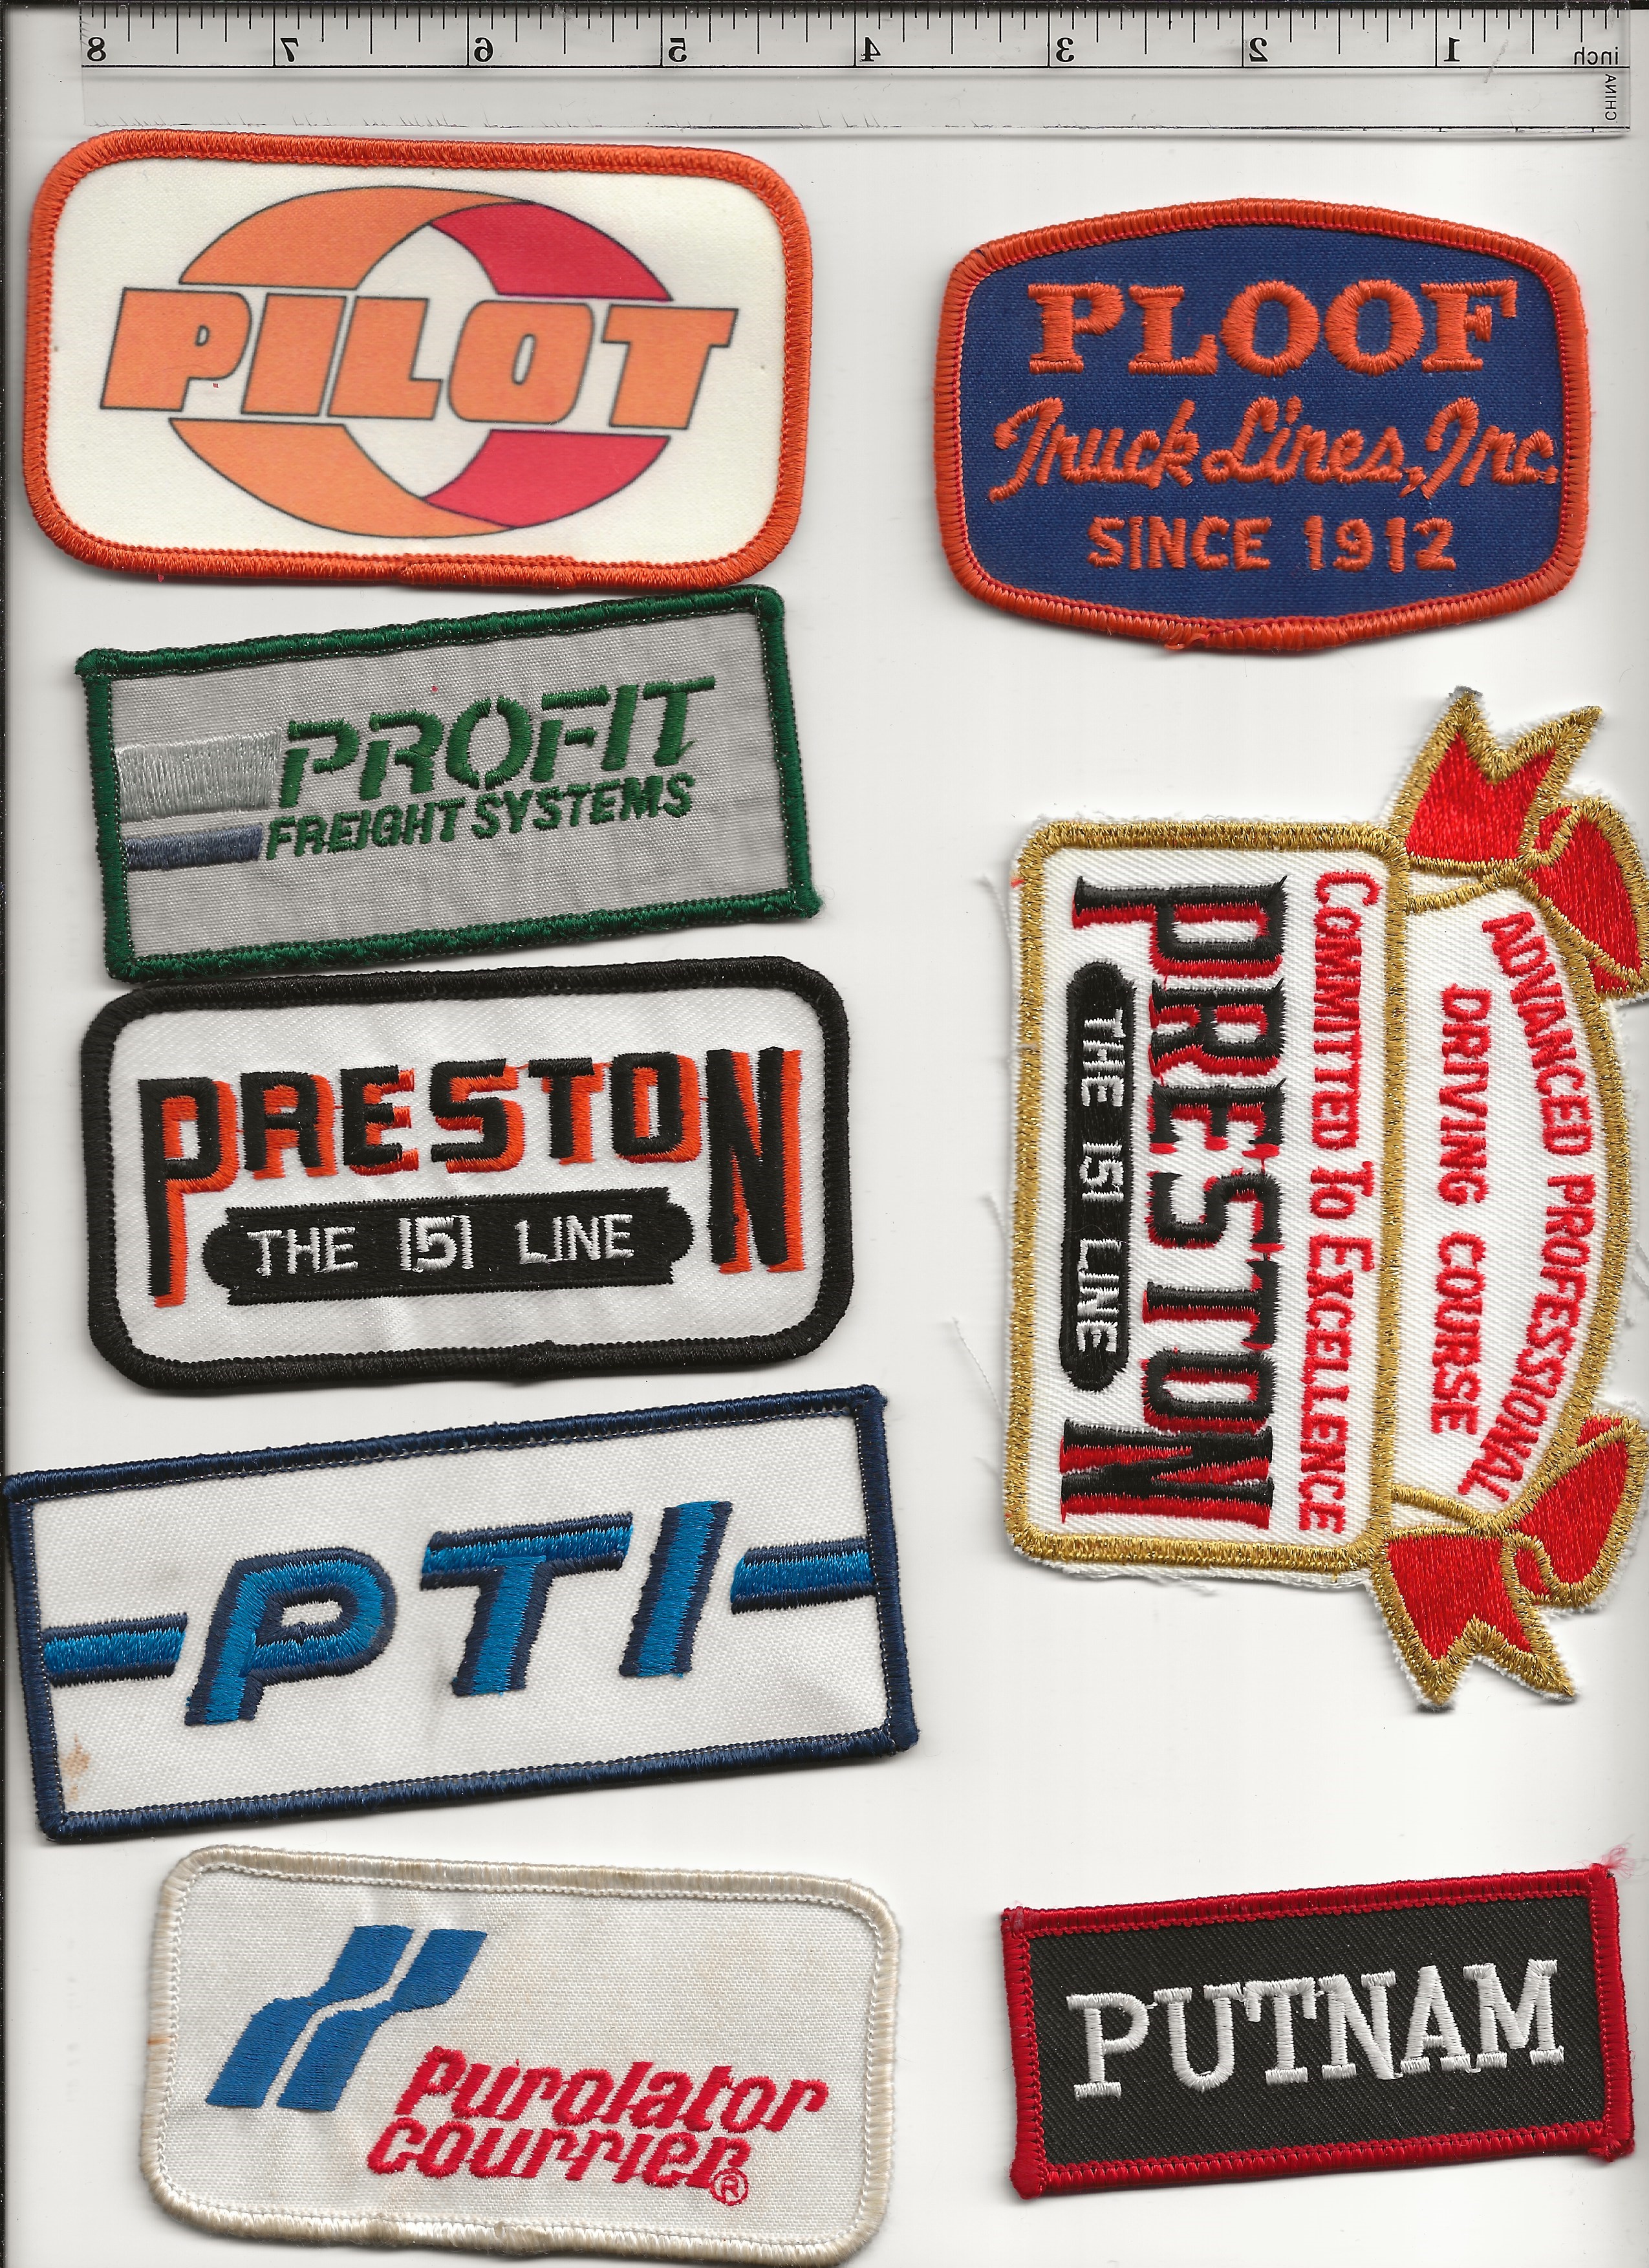 8 7 6 5 4 3 2 1 inch
CHINA
PILOT
PLOOF
Truck Lines, Inc.
SINCE 1912
PROFIT
FREIGHT SYSTEMS
PRESTON
THE 151 LINE
ADVANCED PROFESSIONAL
DRIVING COURSE
COMMITTED TO EXCELLENCE
PRESTON
THE 151 LINE
PTI
purolator
courrier®
PUTNAM